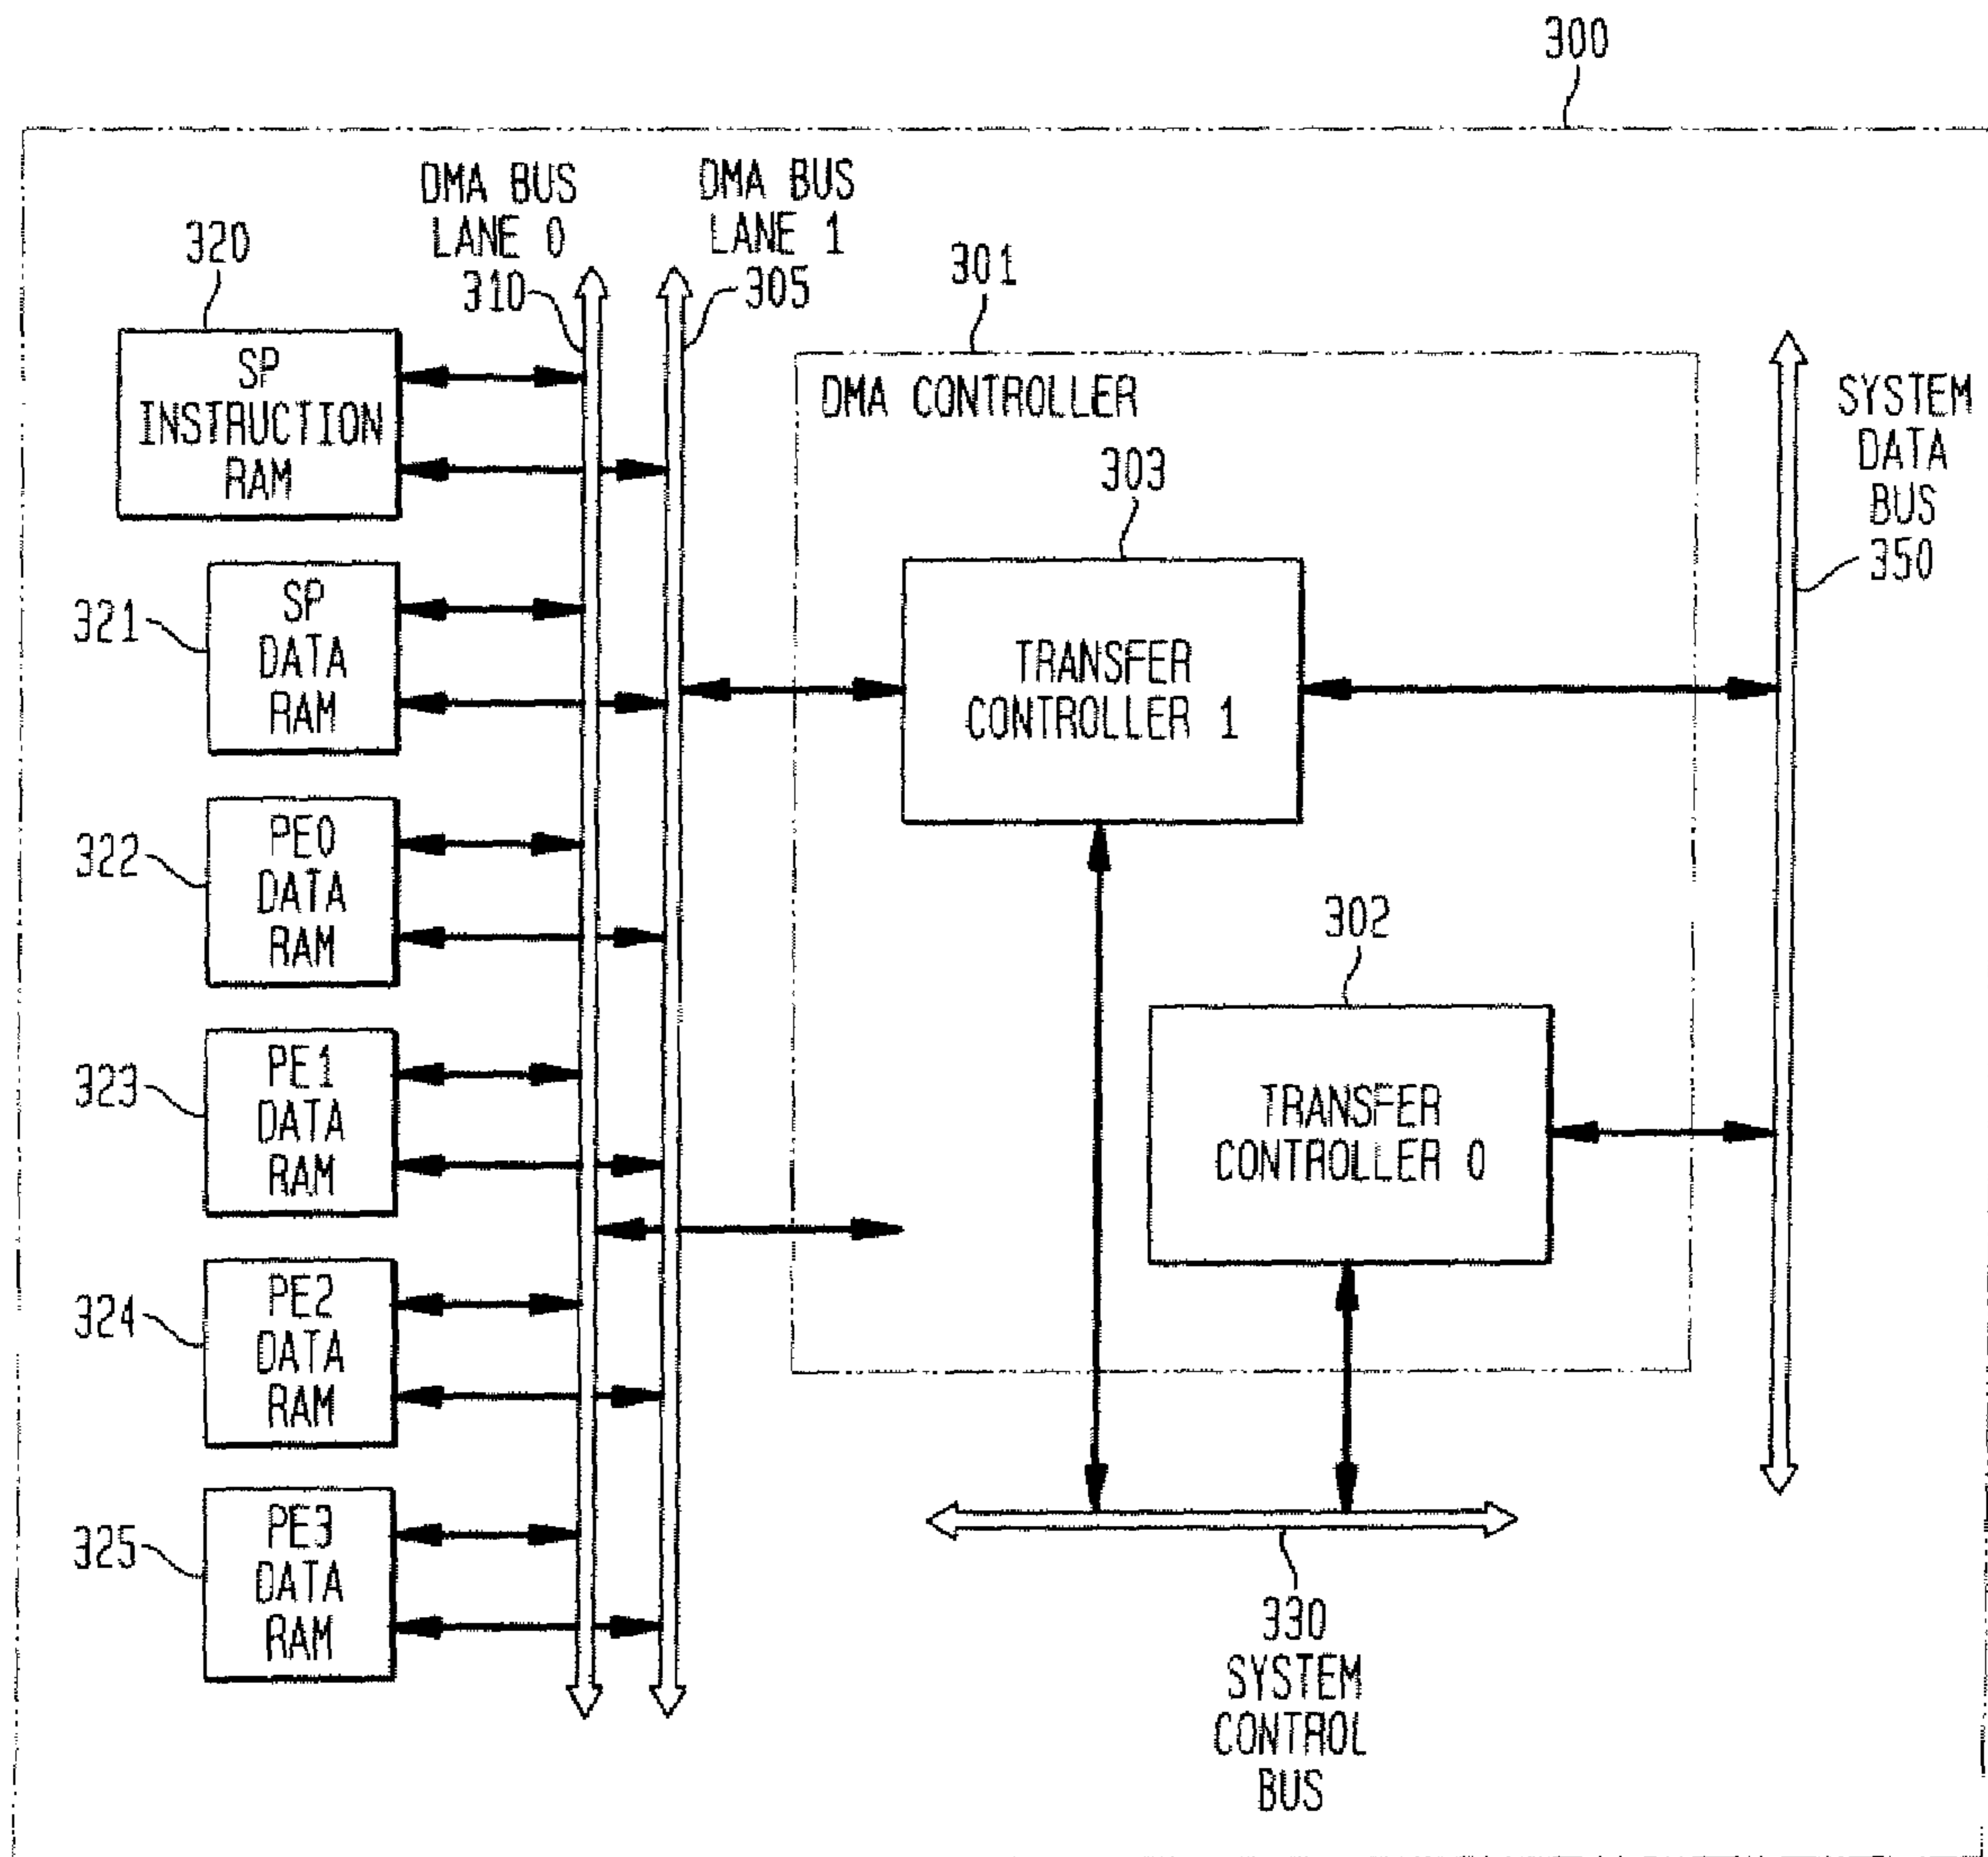 300
DMA BUS
LANE 0
310
DMA BUS
LANE 1
305
320
SP
INSTRUCTION
RAM
301
DMA CONTROLLER
SYSTEM
DATA
BUS
350
303
TRANSFER
CONTROLLER 1
321
SP
DATA
RAM
322
PE0
DATA
RAM
302
TRANSFER
CONTROLLER 0
323
PE1
DATA
RAM
324
PE2
DATA
RAM
325
PE3
DATA
RAM
330
SYSTEM
CONTROL
BUS